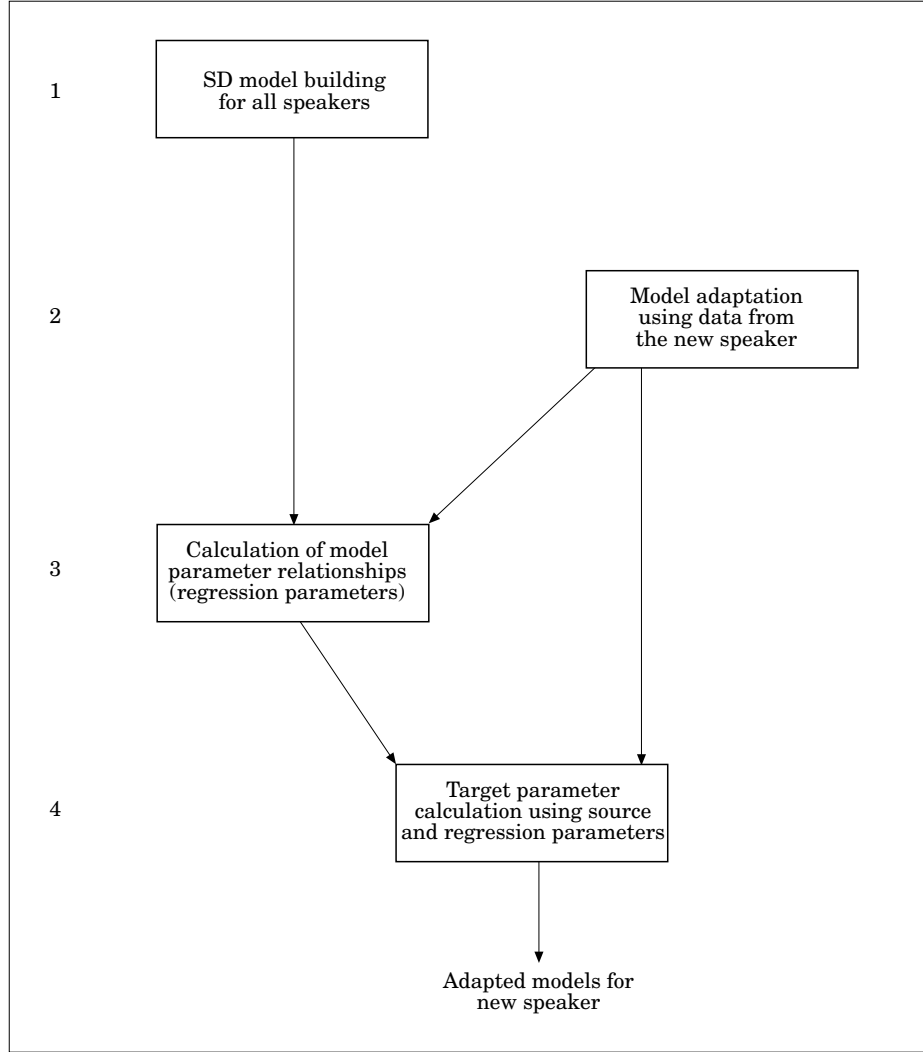 1
SD model building
for all speakers
2
Model adaptation
using data from
the new speaker
3
Calculation of model
parameter relationships
(regression parameters)
4
Target parameter
calculation using source
and regression parameters
Adapted models for
new speaker